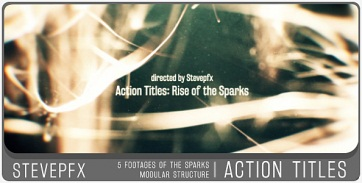 directed by Stevepfx
Action Titles: Rise of the Sparks
STEVEPFX
5 FOOTAGES OF THE SPARKS
MODULAR STRUCTURE
ACTION TITLES